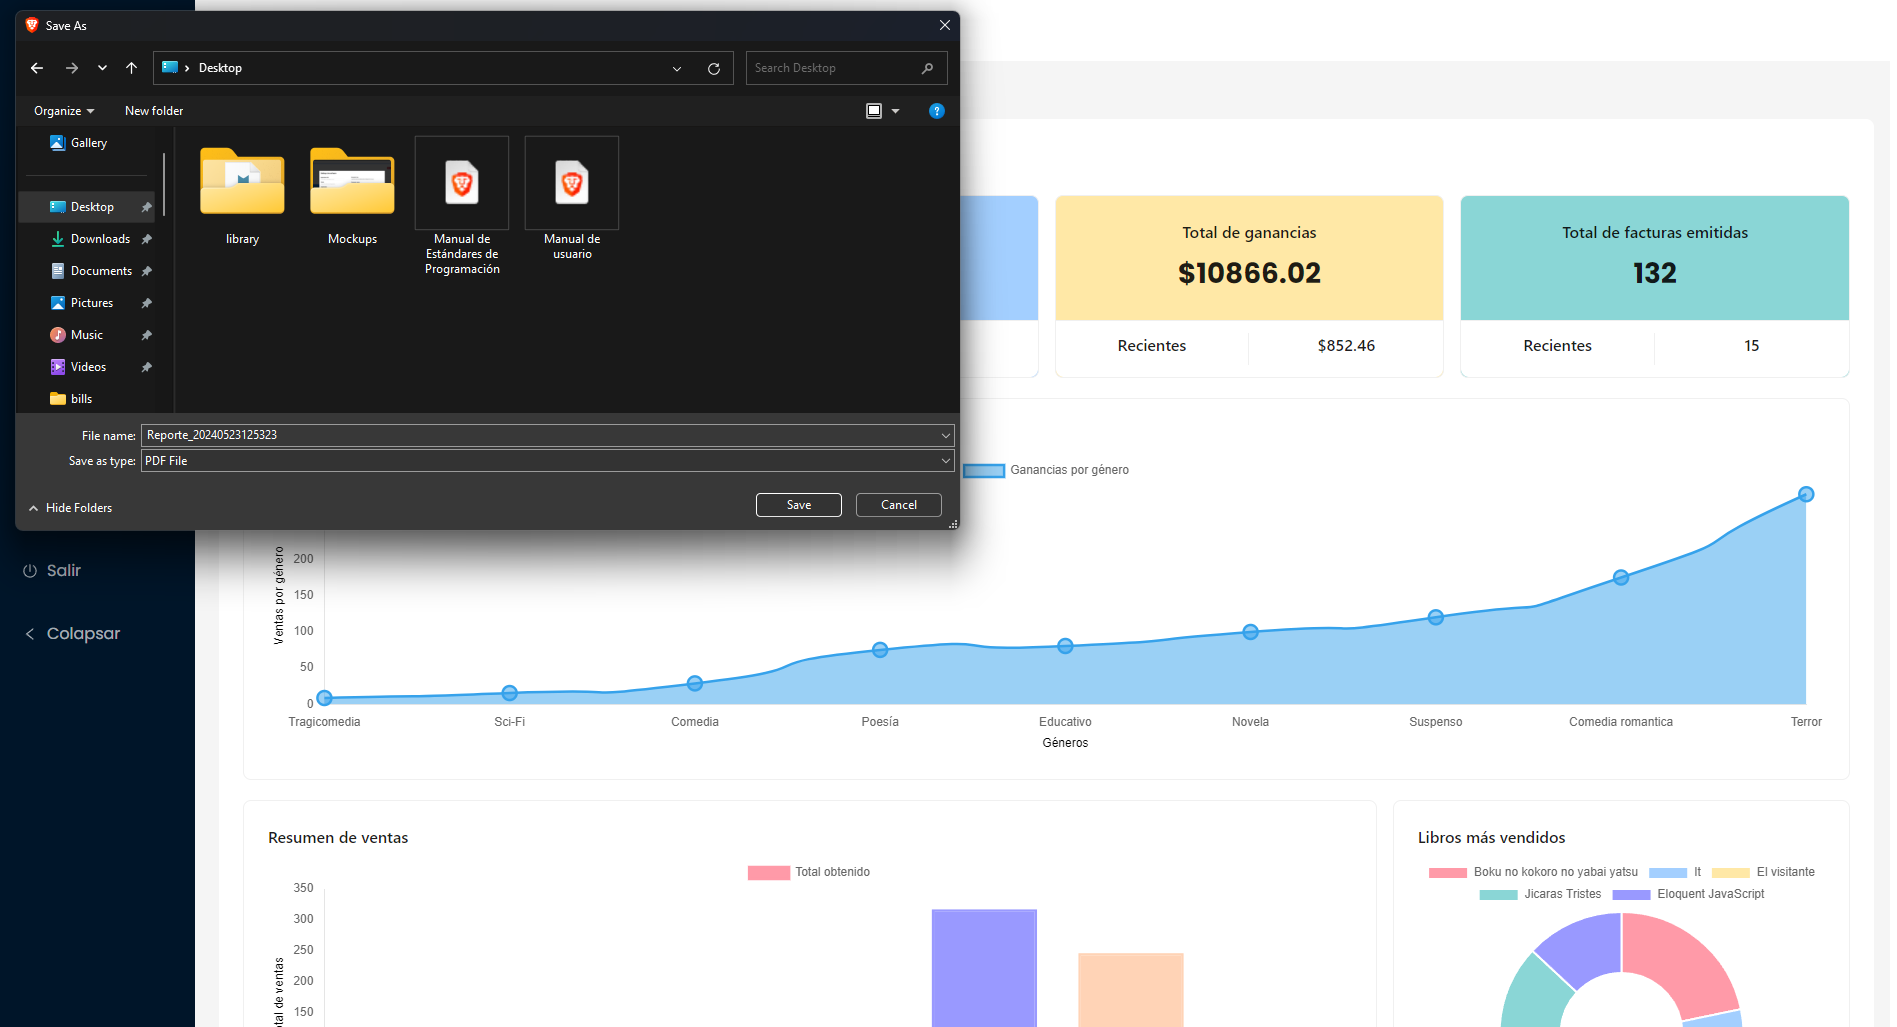 Save As
Desktop
Search Desktop
Organize
New folder
Gallery
Desktop
Downloads
Documents
Pictures
Music
Videos
bills
library
Mockups
Manual de
Estándares de
Programación
Manual de
usuario
File name: Reporte_20240523125323
Save as type: PDF File
Hide Folders
Save
Cancel
Salir
Colapsar
Total de ganancias
$10866.02
Recientes
$852.46
Total de facturas emitidas
132
Recientes
15
Ganancias por género
Ventas por género
200
150
100
50
0
Tragicomedia
Sci-Fi
Comedia
Poesía
Educativo
Novela
Suspenso
Comedia romantica
Terror
Géneros
Resumen de ventas
Total obtenido
350
300
250
200
150
de ventas
Libros más vendidos
Boku no kokoro no yabai yatsu
It
El visitante
Jicaras Tristes
Eloquent JavaScript